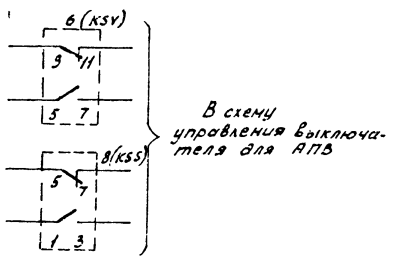 6 (KSV)
9 11
5 7
8 (KSS)
5 7
1 3
В схему
управления выключа-
теля для АПВ